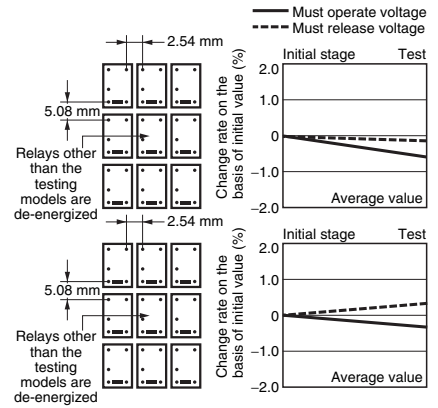 Must operate voltage
Must release voltage
2.54 mm
5.08 mm
Relays other
than the
testing
models are
de-energized
Change rate on the
basis of initial value (%)
Initial stage Test
2.0
1.0
0
−1.0
−2.0
Average value
2.54 mm
5.08 mm
Relays other
than the
testing
models are
de-energized
Change rate on the
basis of initial value (%)
Initial stage Test
2.0
1.0
0
−1.0
−2.0
Average value